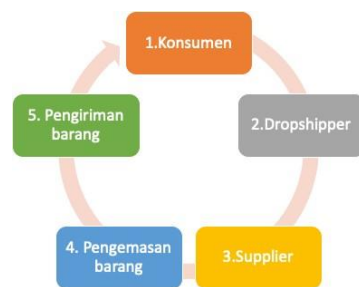 1.Konsumen
2.Dropshipper
3.Supplier
4. Pengemasan
barang
5. Pengiriman
barang